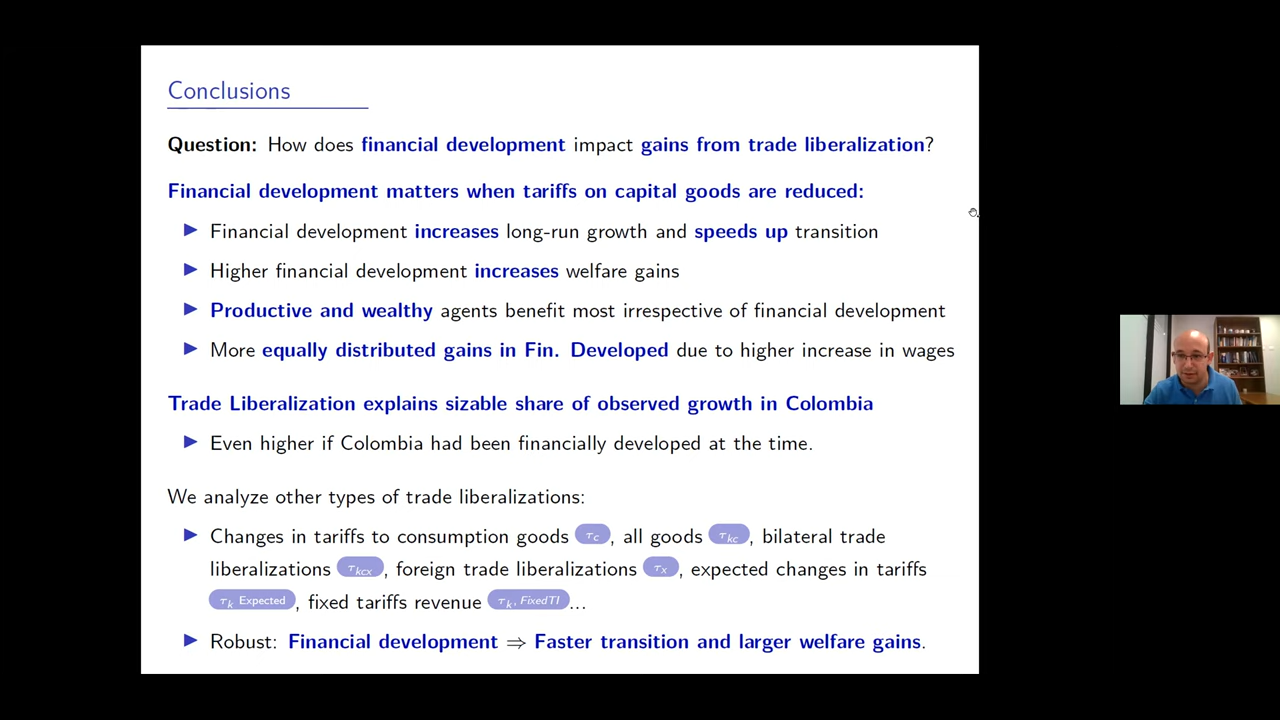 Conclusions
Question: How does financial development impact gains from trade liberalization?
Financial development matters when tariffs on capital goods are reduced:
▶ Financial development increases long-run growth and speeds up transition
▶ Higher financial development increases welfare gains
▶ Productive and wealthy agents benefit most irrespective of financial development
▶ More equally distributed gains in Fin. Developed due to higher increase in wages
Trade Liberalization explains sizable share of observed growth in Colombia
▶ Even higher if Colombia had been financially developed at the time.
We analyze other types of trade liberalizations:
▶ Changes in tariffs to consumption goods τc, all goods τkc, bilateral trade
liberalizations τkcx, foreign trade liberalizations τx, expected changes in tariffs
τk Expected, fixed tariffs revenue τk, FixedTI...
▶ Robust: Financial development ⇒ Faster transition and larger welfare gains.